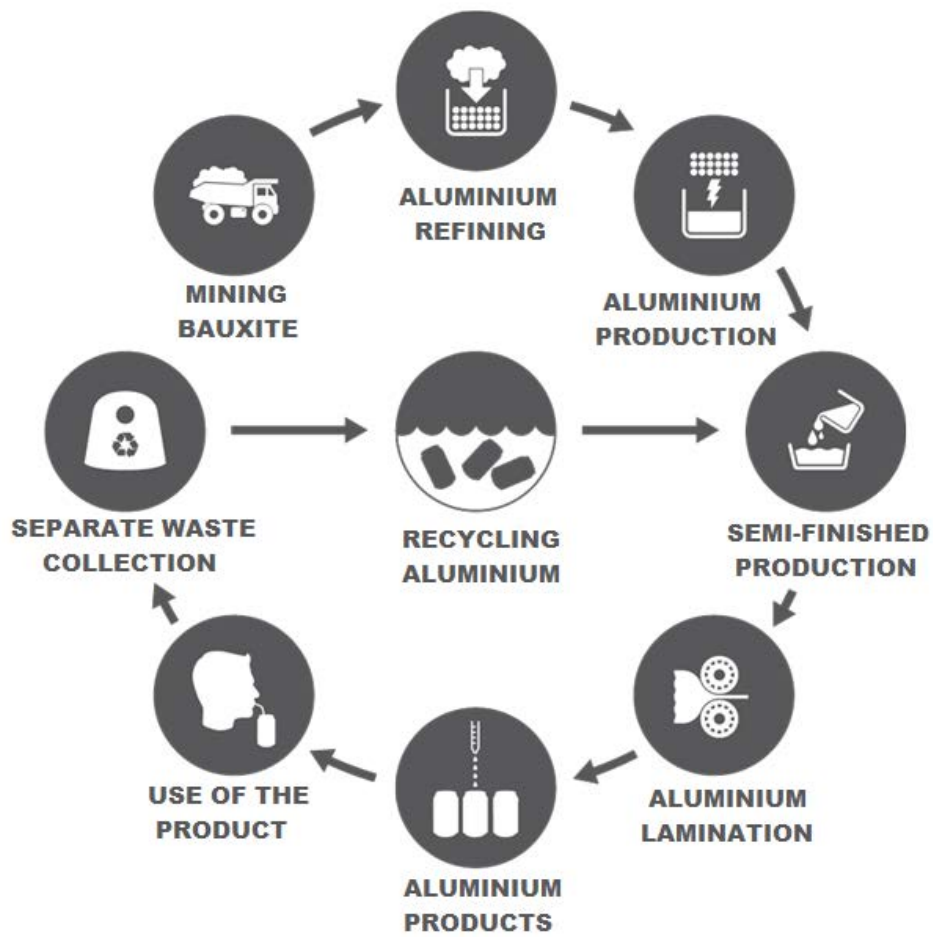 ALUMINIUM
REFINING
MINING
BAUXITE
ALUMINIUM
PRODUCTION
SEPARATE WASTE
COLLECTION
RECYCLING
ALUMINIUM
SEMI-FINISHED
PRODUCTION
USE OF THE
PRODUCT
ALUMINIUM
LAMINATION
ALUMINIUM
PRODUCTS